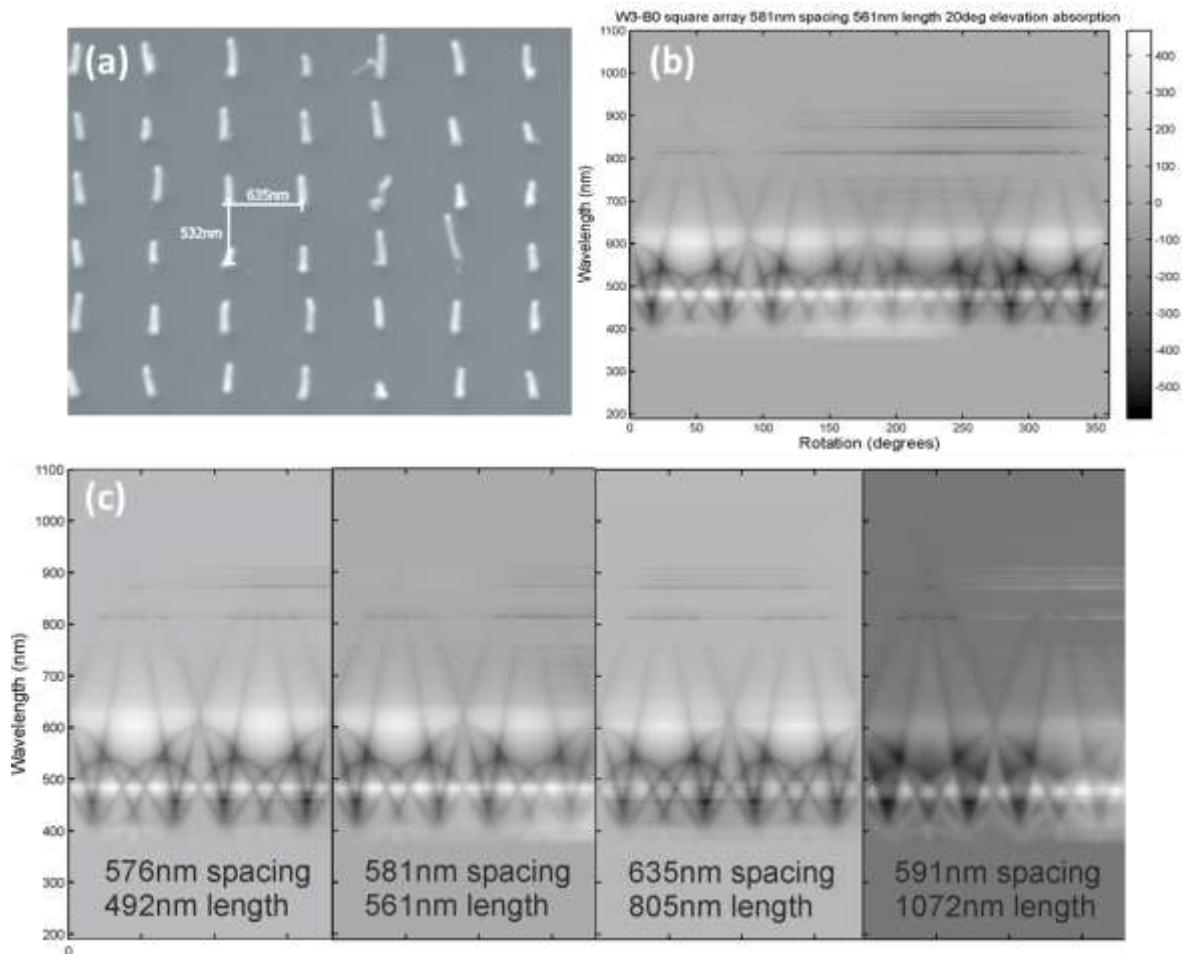 (a)
635nm
532nm
W3-B0 square array 581nm spacing 561nm length 20deg elevation absorption
(b)
1100
1000
900
800
700
600
500
400
300
200
Wavelength (nm)
0
50
100
150
200
250
300
350
Rotation (degrees)
400
300
200
100
0
-100
-200
-300
-400
-500
(c)
1100
1000
900
800
700
600
500
400
300
200
Wavelength (nm)
0
576nm spacing
492nm length
581nm spacing
561nm length
635nm spacing
805nm length
591nm spacing
1072nm length